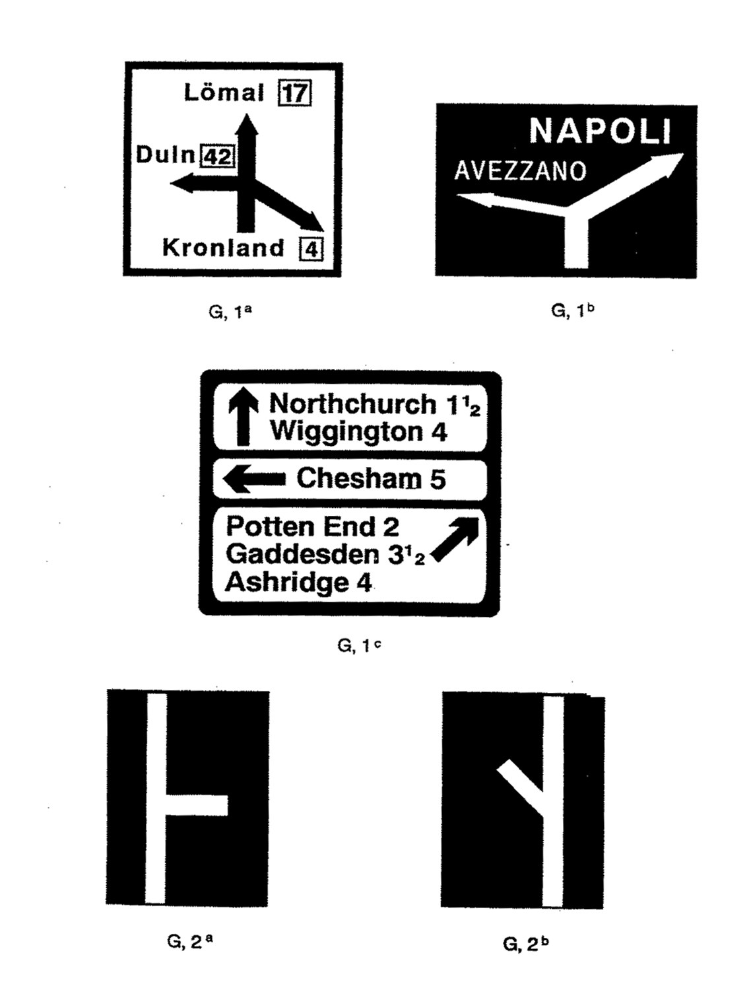 Lömal 17
Duln 42
Kronland 4
G, 1ᵃ
NAPOLI
AVEZZANO
G, 1ᵇ
Northchurch 1½
Wiggington 4
Chesham 5
Potten End 2
Gaddesden 3½
Ashridge 4
G, 1ᶜ
G, 2ᵃ
G, 2ᵇ